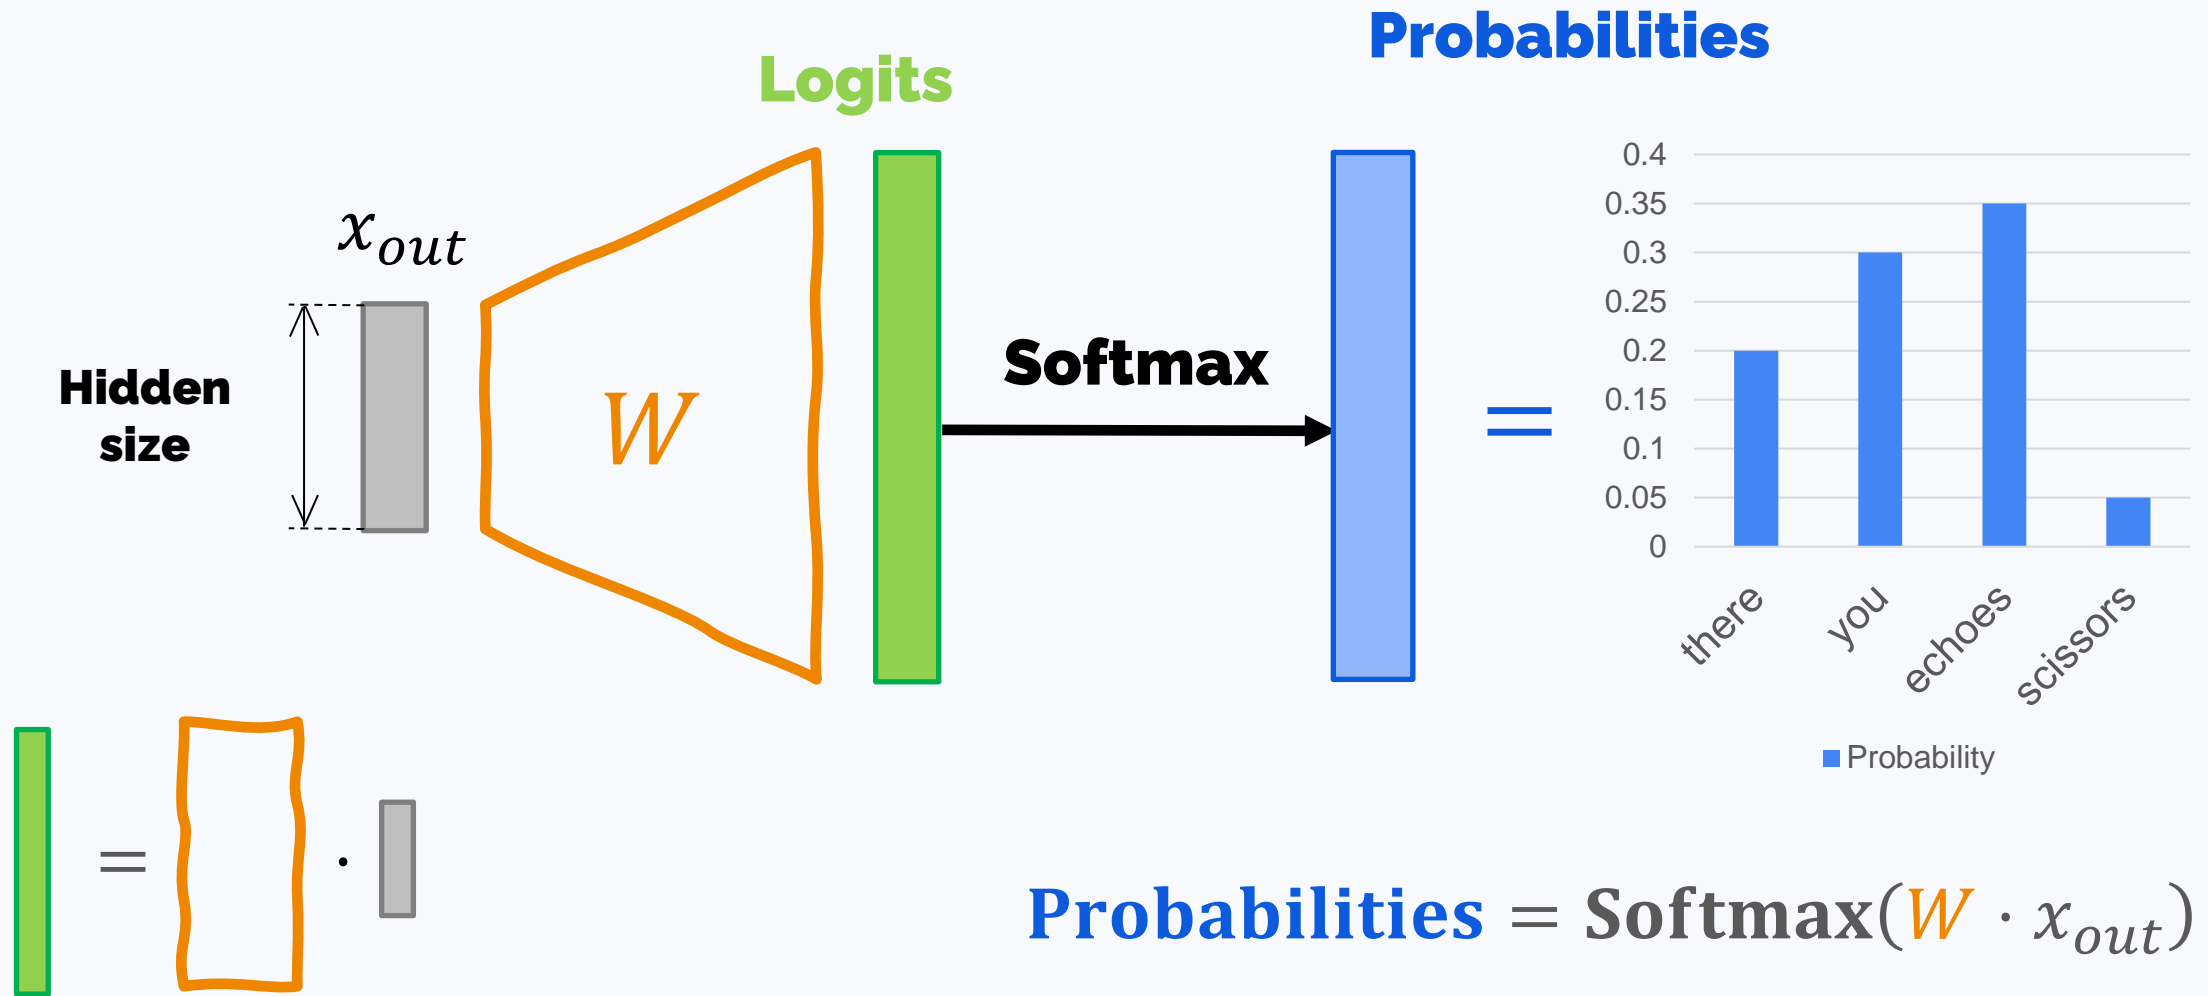 Probabilities
Logits
x_out
Hidden
size
W
Softmax
=
0.4
0.35
0.3
0.25
0.2
0.15
0.1
0.05
0
there
you
echoes
scissors
Probability
= ·
Probabilities = Softmax(W · x_out)